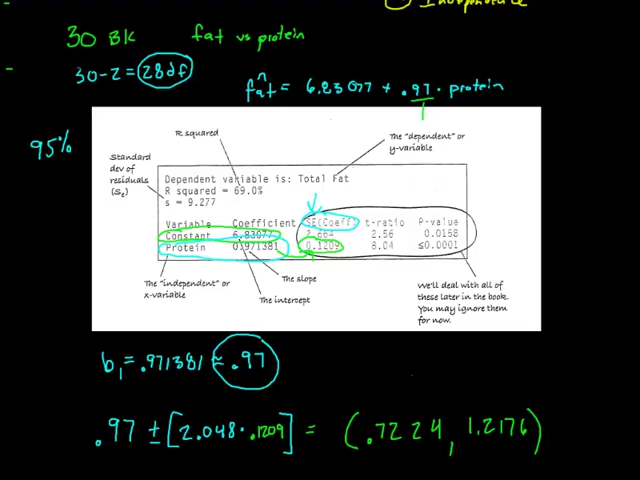 Independence
30 BK fat vs protein
30-2 = 28df
fat^ = 6.83077 + .97 · protein
1
95%
R squared
The "dependent" or
y-variable
Standard
dev of
residuals
(se)
Dependent variable is: Total Fat
R squared = 69.0%
s = 9.277
Variable Coefficient SE(Coeff) t-ratio P-value
Constant 6.83077 2.664 2.56 0.0158
Protein 0.971381 0.1209 8.04 ≤0.0001
The "independent" or
x-variable
The slope
The intercept
We'll deal with all of
these later in the book.
You may ignore them
for now.
b1 = .971381 ≈ .97
.97 ± [2.048 · .1209] = (.7224, 1.2176)